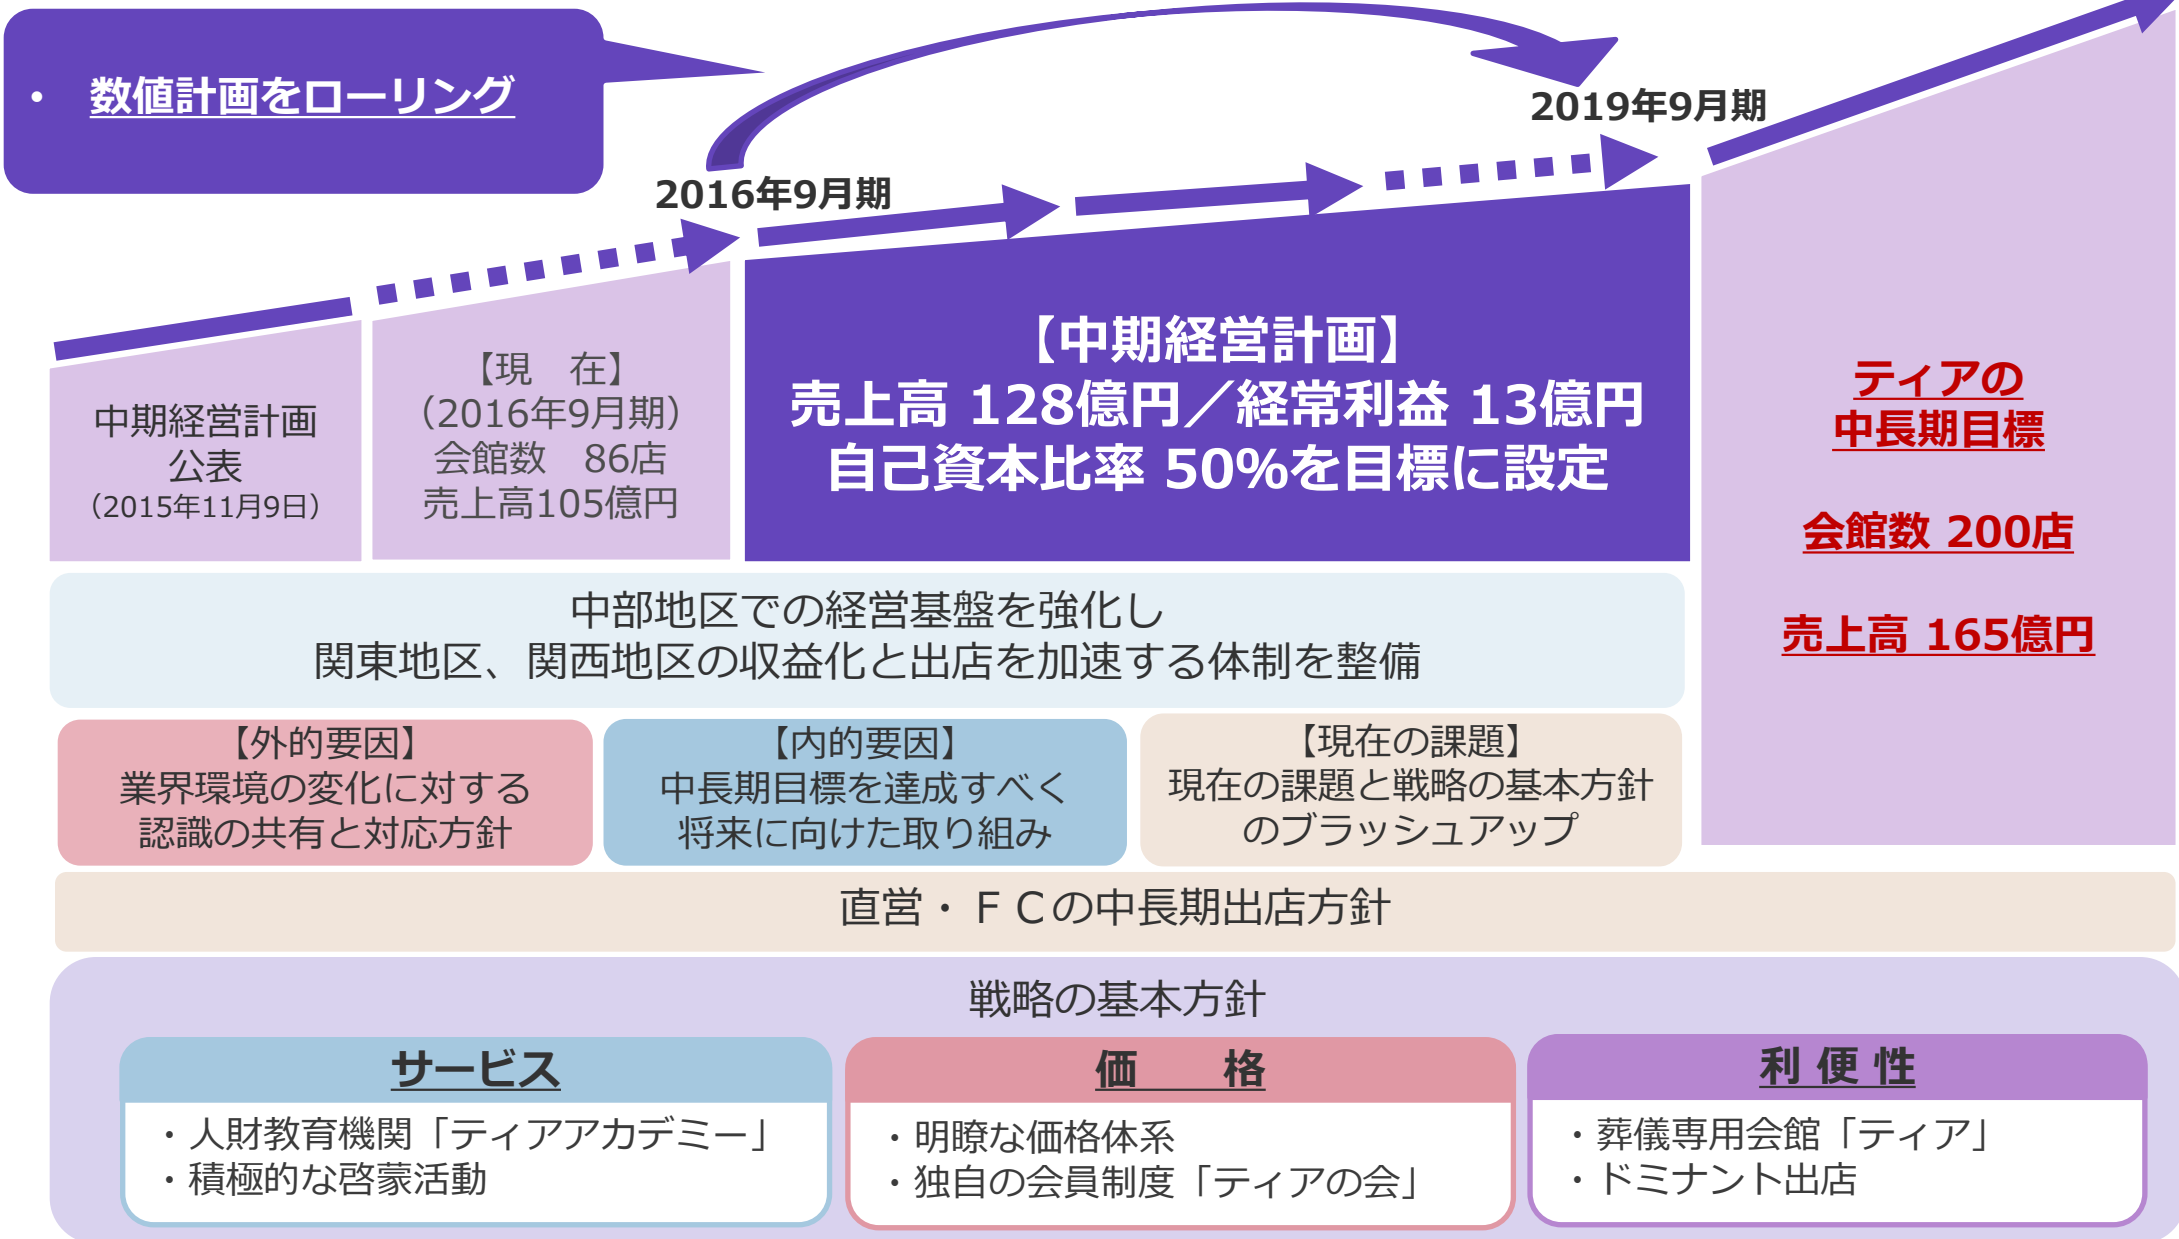 ・ 数値計画をローリング
2019年9月期
2016年9月期
中期経営計画
公表
（2015年11月9日）
【現　在】
（2016年9月期）
会館数　86店
売上高105億円
【中期経営計画】
売上高 128億円／経常利益 13億円
自己資本比率 50%を目標に設定
ティアの
中長期目標
会館数 200店
売上高 165億円
中部地区での経営基盤を強化し
関東地区、関西地区の収益化と出店を加速する体制を整備
【外的要因】
業界環境の変化に対する
認識の共有と対応方針
【内的要因】
中長期目標を達成すべく
将来に向けた取り組み
【現在の課題】
現在の課題と戦略の基本方針
のブラッシュアップ
直営・ＦＣの中長期出店方針
戦略の基本方針
サービス
・人財教育機関「ティアアカデミー」
・積極的な啓蒙活動
価　　格
・明瞭な価格体系
・独自の会員制度「ティアの会」
利 便 性
・葬儀専用会館「ティア」
・ドミナント出店